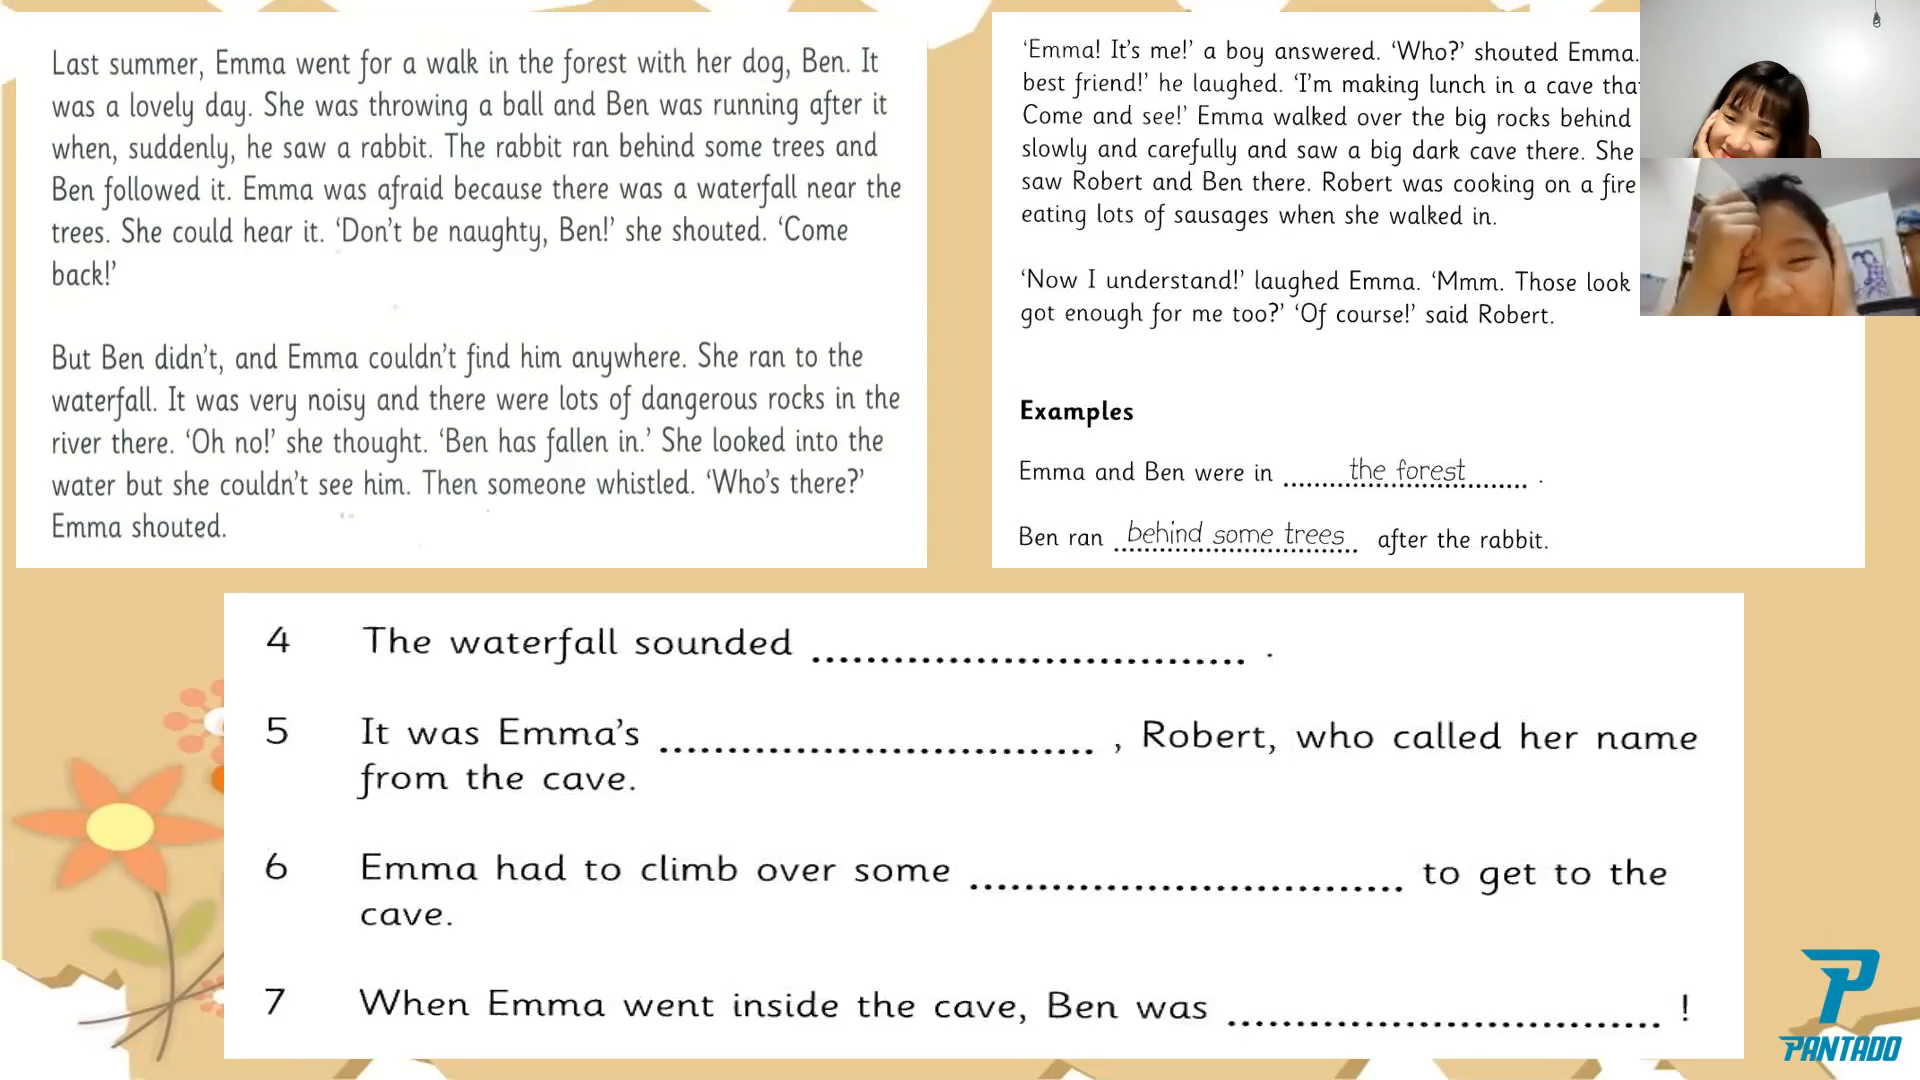 Last summer, Emma went for a walk in the forest with her dog, Ben. It
was a lovely day. She was throwing a ball and Ben was running after it
when, suddenly, he saw a rabbit. The rabbit ran behind some trees and
Ben followed it. Emma was afraid because there was a waterfall near the
trees. She could hear it. ‘Don’t be naughty, Ben!’ she shouted. ‘Come
back!’
But Ben didn’t, and Emma couldn’t find him anywhere. She ran to the
waterfall. It was very noisy and there were lots of dangerous rocks in the
river there. ‘Oh no!’ she thought. ‘Ben has fallen in.’ She looked into the
water but she couldn’t see him. Then someone whistled. ‘Who’s there?’
Emma shouted.
‘Emma! It’s me!’ a boy answered. ‘Who?’ shouted Emma.
best friend!’ he laughed. ‘I’m making lunch in a cave
Come and see!’ Emma walked over the big rocks behind
slowly and carefully and saw a big dark cave there. She
saw Robert and Ben there. Robert was cooking on a fire
eating lots of sausages when she walked in.
‘Now I understand!’ laughed Emma. ‘Mmm. Those look
got enough for me too?’ ‘Of course!’ said Robert.
Examples
Emma and Ben were in the forest .
Ben ran behind some trees after the rabbit.
4 The waterfall sounded .
5 It was Emma’s , Robert, who called her name
from the cave.
6 Emma had to climb over some to get to the
cave.
7 When Emma went inside the cave, Ben was !
PANTADO